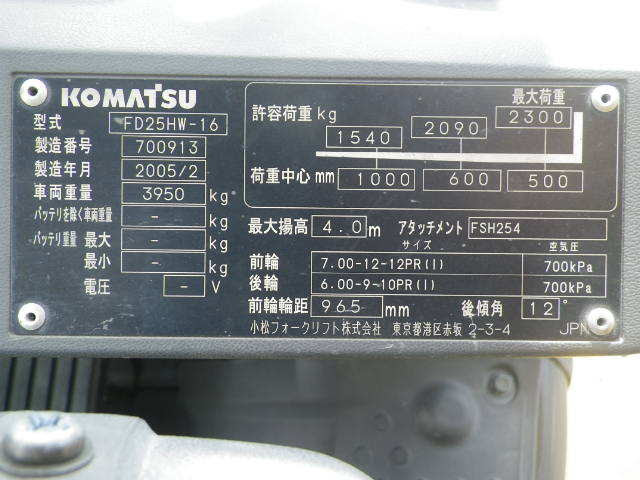 KOMATSU
型式 FD25HW-16
製造番号 700913
製造年月 2005/2
車両重量 3950 kg
バッテリを除く車両重量 - kg
バッテリ重量 最大 - kg
最小 - kg
電圧 - V
最大荷重
許容荷重 kg 1540 2090 2300
荷重中心 mm 1000 600 500
最大揚高 4.0 m アタッチメント FSH254
サイズ 空気圧
前輪 7.00-12-12PR(I) 700kPa
後輪 6.00-9-10PR(I) 700kPa
前輪輪距 965 mm 後傾角 12°
小松フォークリフト株式会社 東京都港区赤坂 2-3-4 JPN